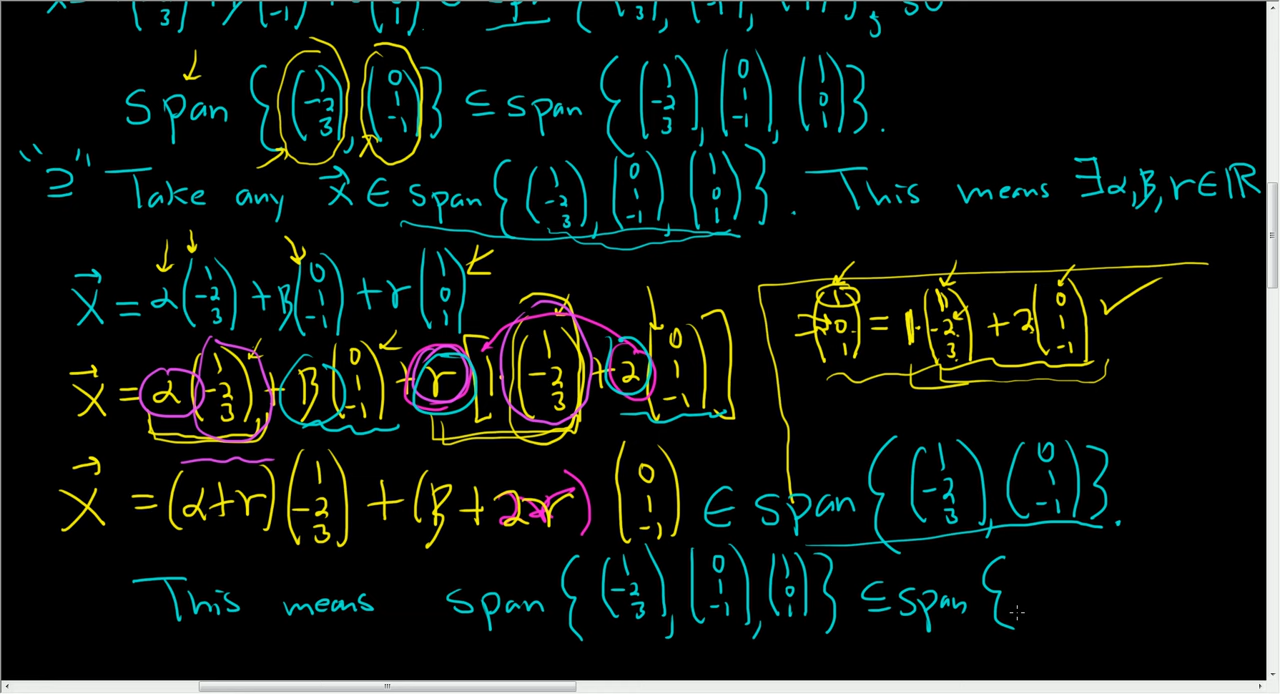 Span {(1 -2 3), (0 1 -1)} ⊆ span {(1 -2 3), (0 1 -1), (1 0 1)}.
"⊇" Take any x⃗ ∈ span {(1 -2 3), (0 1 -1), (1 0 1)}. This means ∃ α, β, r ∈ ℝ
x⃗ = α(1 -2 3) + β(0 1 -1) + r(1 0 1)
(1 0 1) = 1·(1 -2 3) + 2(0 1 -1) ✓
x⃗ = α(1 -2 3) + β(0 1 -1) + r[1·(1 -2 3) + 2(0 1 -1)]
x⃗ = (α+r)(1 -2 3) + (β + 2r)(0 1 -1) ∈ span {(1 -2 3), (0 1 -1)}.
This means span {(1 -2 3), (0 1 -1), (1 0 1)} ⊆ span {